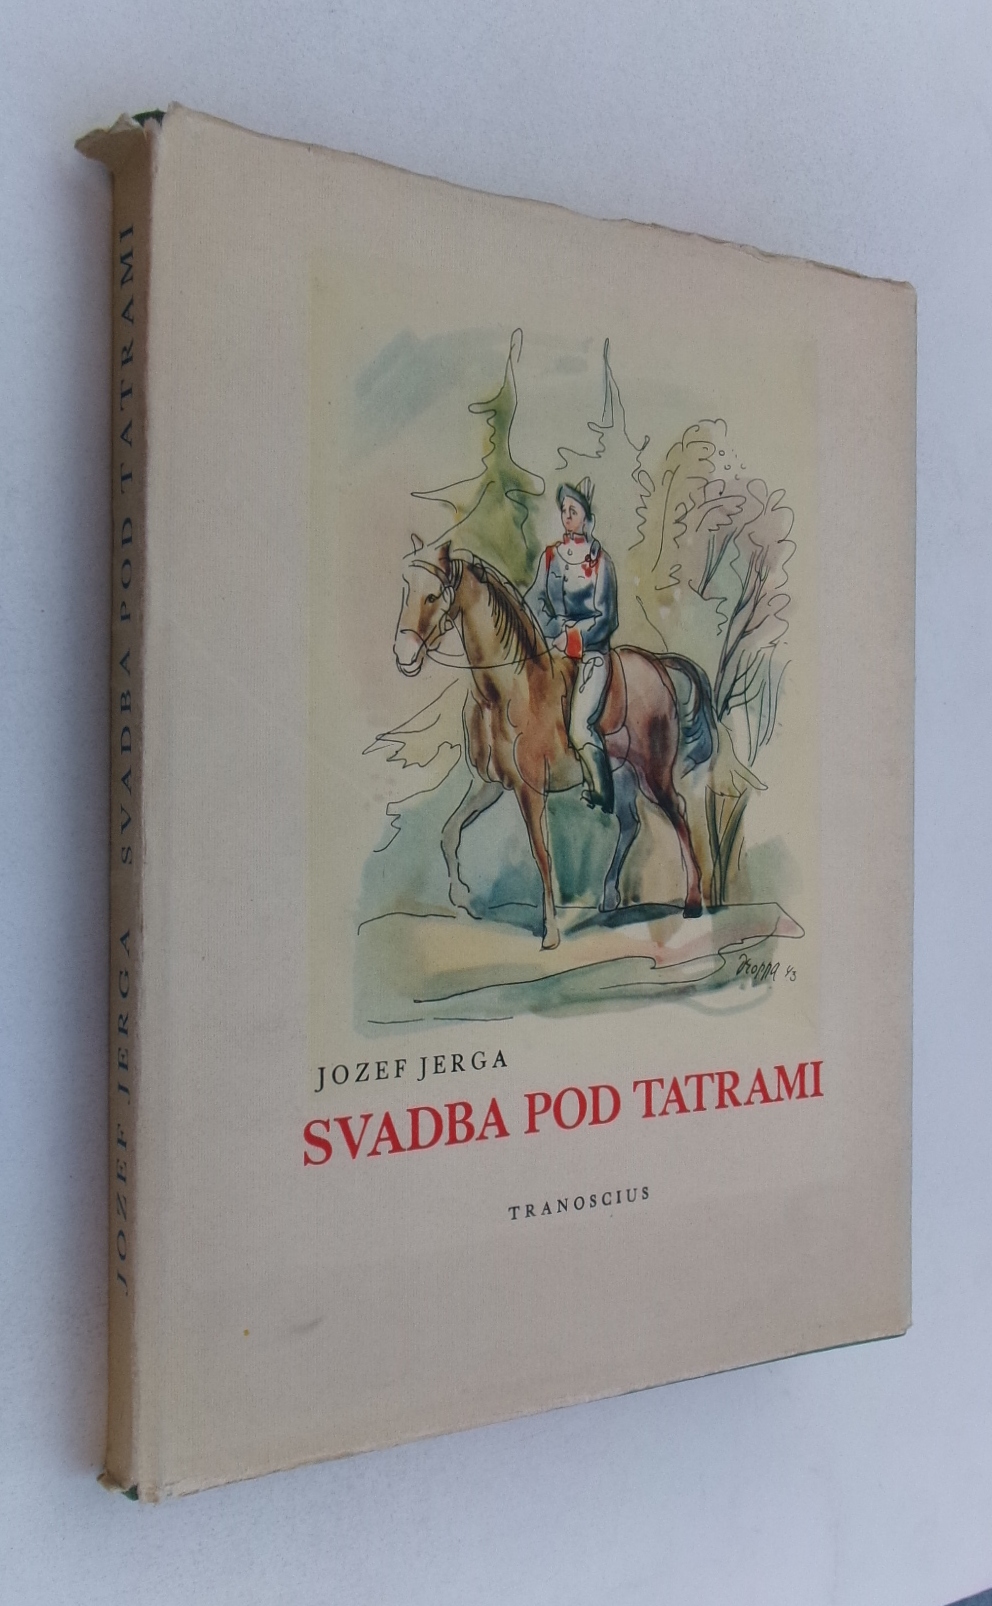 JOZEF JERGA SVADBA POD TATRAMI
JOZEF JERGA
SVADBA POD TATRAMI
TRANOSCIUS